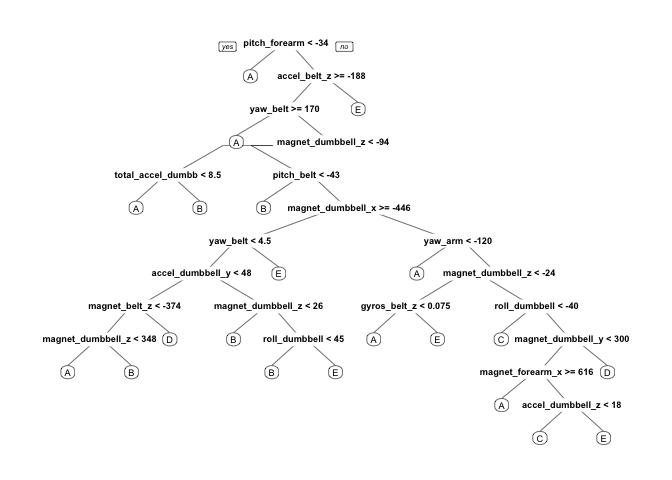 yes pitch_forearm < -34 no
A accel_belt_z >= -188
yaw_belt >= 170 E
A magnet_dumbbell_z < -94
total_accel_dumbb < 8.5 pitch_belt < -43
A B B magnet_dumbbell_x >= -446
yaw_belt < 4.5 yaw_arm < -120
accel_dumbbell_y < 48 E A magnet_dumbbell_z < -24
magnet_belt_z < -374 magnet_dumbbell_z < 26 gyros_belt_z < 0.075 roll_dumbbell < -40
magnet_dumbbell_z < 348 D B roll_dumbbell < 45 A E C magnet_dumbbell_y < 300
A B B E magnet_forearm_x >= 616 D
A accel_dumbbell_z < 18
C E